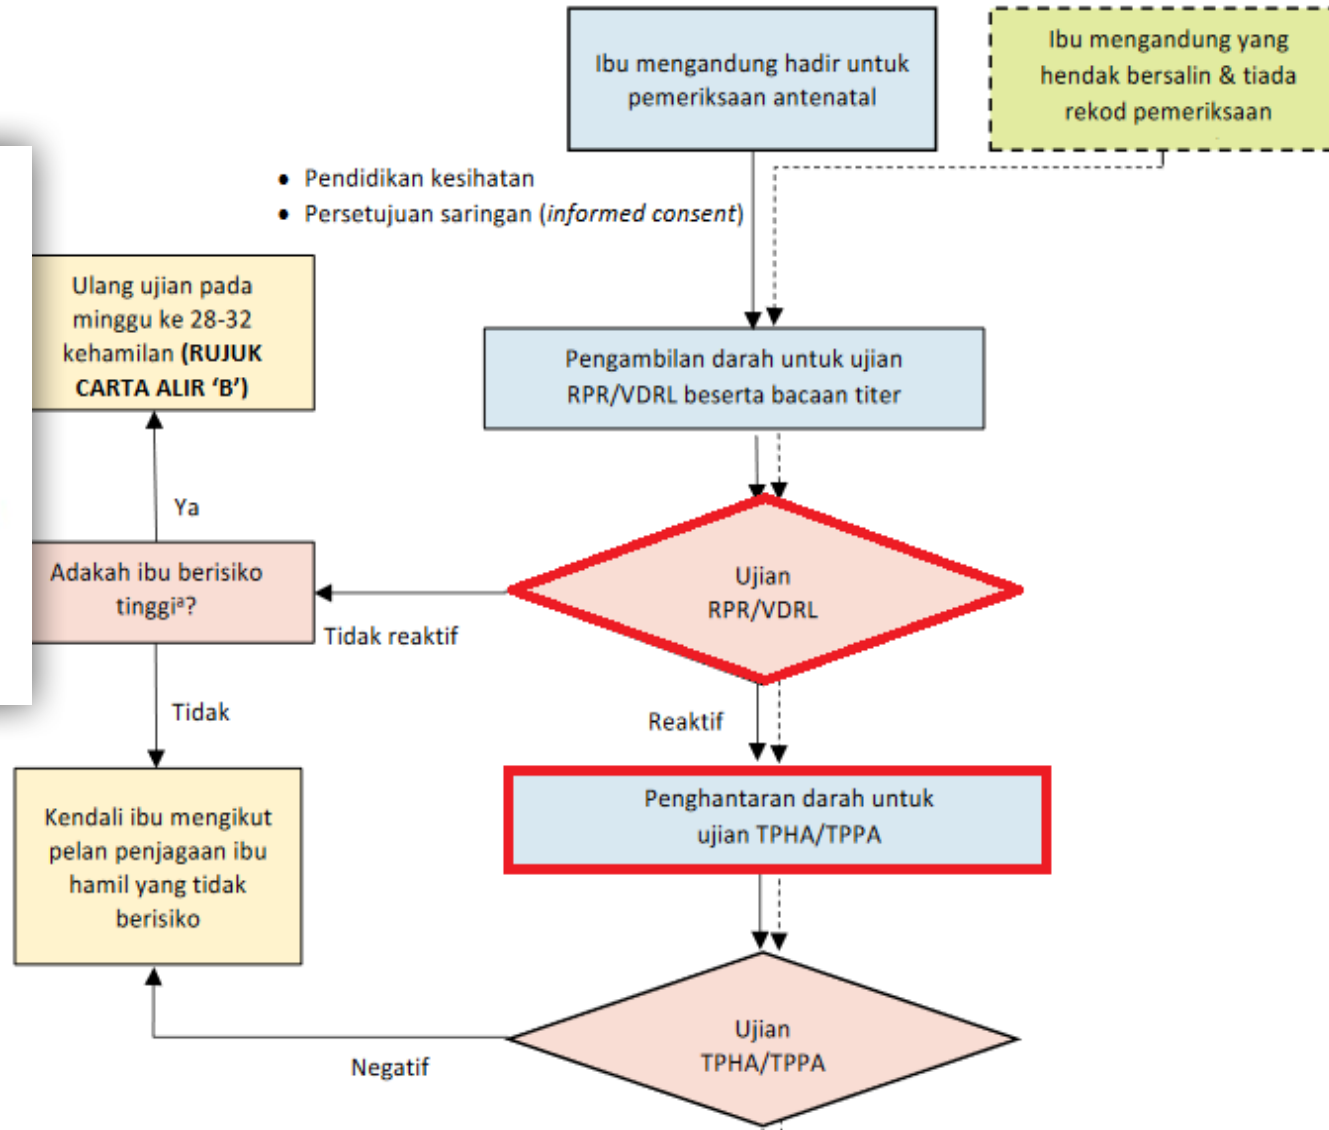 Ibu mengandung hadir untuk
pemeriksaan antenatal
Ibu mengandung yang
hendak bersalin & tiada
rekod pemeriksaan
• Pendidikan kesihatan
• Persetujuan saringan (informed consent)
Ulang ujian pada
minggu ke 28-32
kehamilan (RUJUK
CARTA ALIR ‘B’)
Pengambilan darah untuk ujian
RPR/VDRL beserta bacaan titer
Ya
Adakah ibu berisiko
tinggiᵃ?
Tidak reaktif
Ujian
RPR/VDRL
Tidak
Reaktif
Kendali ibu mengikut
pelan penjagaan ibu
hamil yang tidak
berisiko
Penghantaran darah untuk
ujian TPHA/TPPA
Negatif
Ujian
TPHA/TPPA